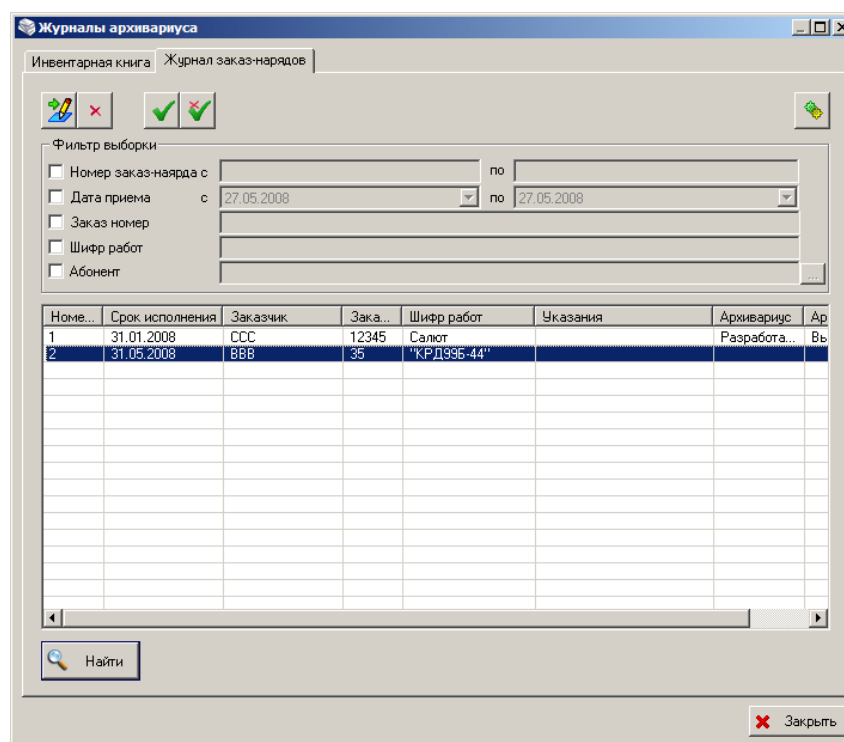 Журналы архивариуса
Инвентарная книга Журнал заказ-нарядов
Фильтр выборки
Номер заказ-наярда с по
Дата приема с 27.05.2008 по 27.05.2008
Заказ номер
Шифр работ
Абонент ...
Номе... Срок исполнения Заказчик Зака... Шифр работ Указания Архивариус Ар
1 31.01.2008 ССС 12345 Салют Разработа... Вь
2 31.05.2008 ВВВ 35 "КРД99Б-44"
Найти
Закрыть